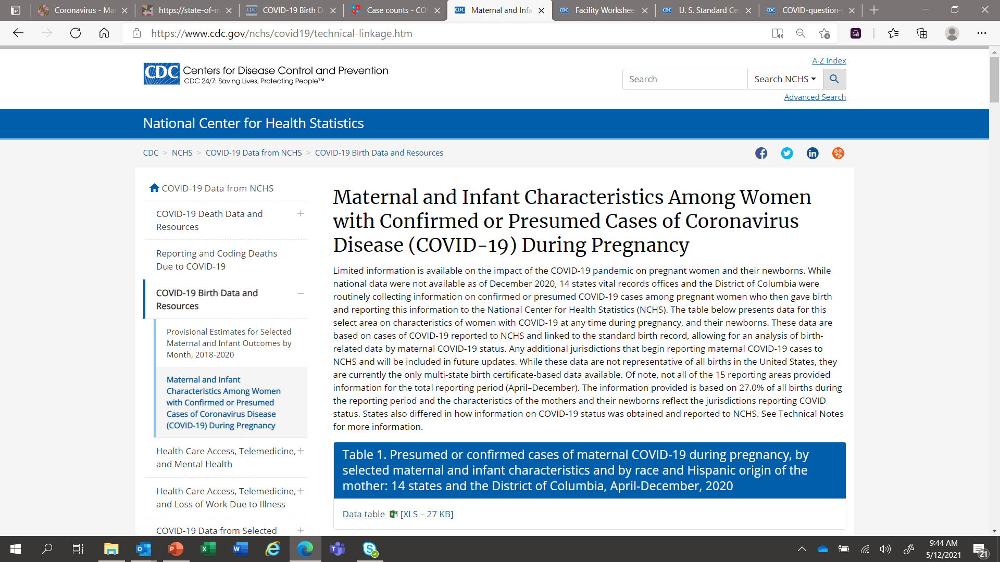 Coronavirus - Ma
https://state-of-m
COVID-19 Birth D
Case counts - CO
Maternal and Infa
Facility Workshee
U. S. Standard Ce
COVID-question-
https://www.cdc.gov/nchs/covid19/technical-linkage.htm
A-Z Index
CDC Centers for Disease Control and Prevention
CDC 24/7: Saving Lives, Protecting People™
Search
Search NCHS
Advanced Search
National Center for Health Statistics
CDC > NCHS > COVID-19 Data from NCHS > COVID-19 Birth Data and Resources
COVID-19 Data from NCHS
COVID-19 Death Data and
Resources
Reporting and Coding Deaths
Due to COVID-19
COVID-19 Birth Data and
Resources
Provisional Estimates for Selected
Maternal and Infant Outcomes by
Month, 2018-2020
Maternal and Infant
Characteristics Among Women
with Confirmed or Presumed
Cases of Coronavirus Disease
(COVID-19) During Pregnancy
Health Care Access, Telemedicine,
and Mental Health
Health Care Access, Telemedicine,
and Loss of Work Due to Illness
COVID-19 Data from Selected
Maternal and Infant Characteristics Among Women
with Confirmed or Presumed Cases of Coronavirus
Disease (COVID-19) During Pregnancy
Limited information is available on the impact of the COVID-19 pandemic on pregnant women and their newborns. While
national data were not available as of December 2020, 14 states vital records offices and the District of Columbia were
routinely collecting information on confirmed or presumed COVID-19 cases among pregnant women who then gave birth
and reporting this information to the National Center for Health Statistics (NCHS). The table below presents data for this
select area on characteristics of women with COVID-19 at any time during pregnancy, and their newborns. These data are
based on cases of COVID-19 reported to NCHS and linked to the standard birth record, allowing for an analysis of birth-
related data by maternal COVID-19 status. Any additional jurisdictions that begin reporting maternal COVID-19 cases to
NCHS and will be included in future updates. While these data are not representative of all births in the United States, they
are currently the only multi-state birth certificate-based data available. Of note, not all of the 15 reporting areas provided
information for the total reporting period (April–December). The information provided is based on 27.0% of all births during
the reporting period and the characteristics of the mothers and their newborns reflect the jurisdictions reporting COVID
status. States also differed in how information on COVID-19 status was obtained and reported to NCHS. See Technical Notes
for more information.
Table 1. Presumed or confirmed cases of maternal COVID-19 during pregnancy, by
selected maternal and infant characteristics and by race and Hispanic origin of the
mother: 14 states and the District of Columbia, April-December, 2020
Data table [XLS – 27 KB]
9:44 AM
5/12/2021
21